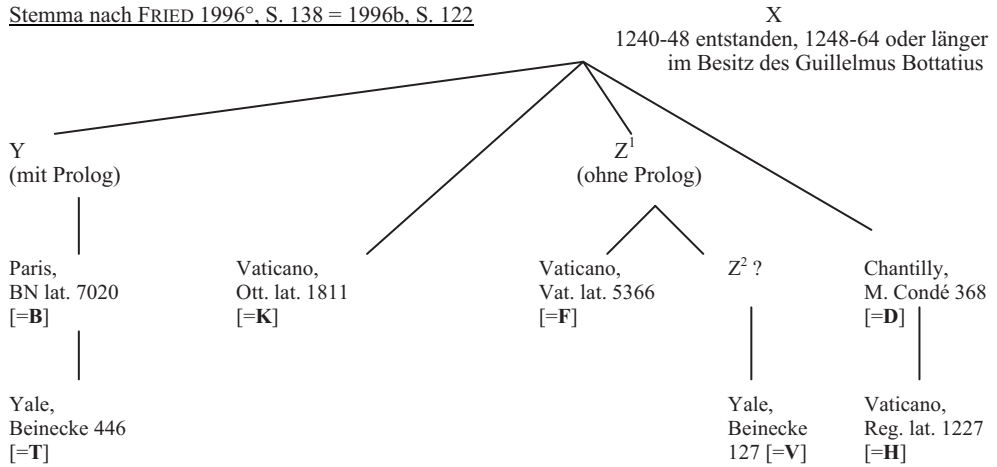 Stemma nach FRIED 1996°, S. 138 = 1996b, S. 122
X
1240-48 entstanden, 1248-64 oder länger
im Besitz des Guillelmus Bottatius
Y
(mit Prolog)
Z¹
(ohne Prolog)
Paris,
BN lat. 7020
[=B]
Vaticano,
Ott. lat. 1811
[=K]
Vaticano,
Vat. lat. 5366
[=F]
Z² ?
Chantilly,
M. Condé 368
[=D]
Yale,
Beinecke 446
[=T]
Yale,
Beinecke
127 [=V]
Vaticano,
Reg. lat. 1227
[=H]